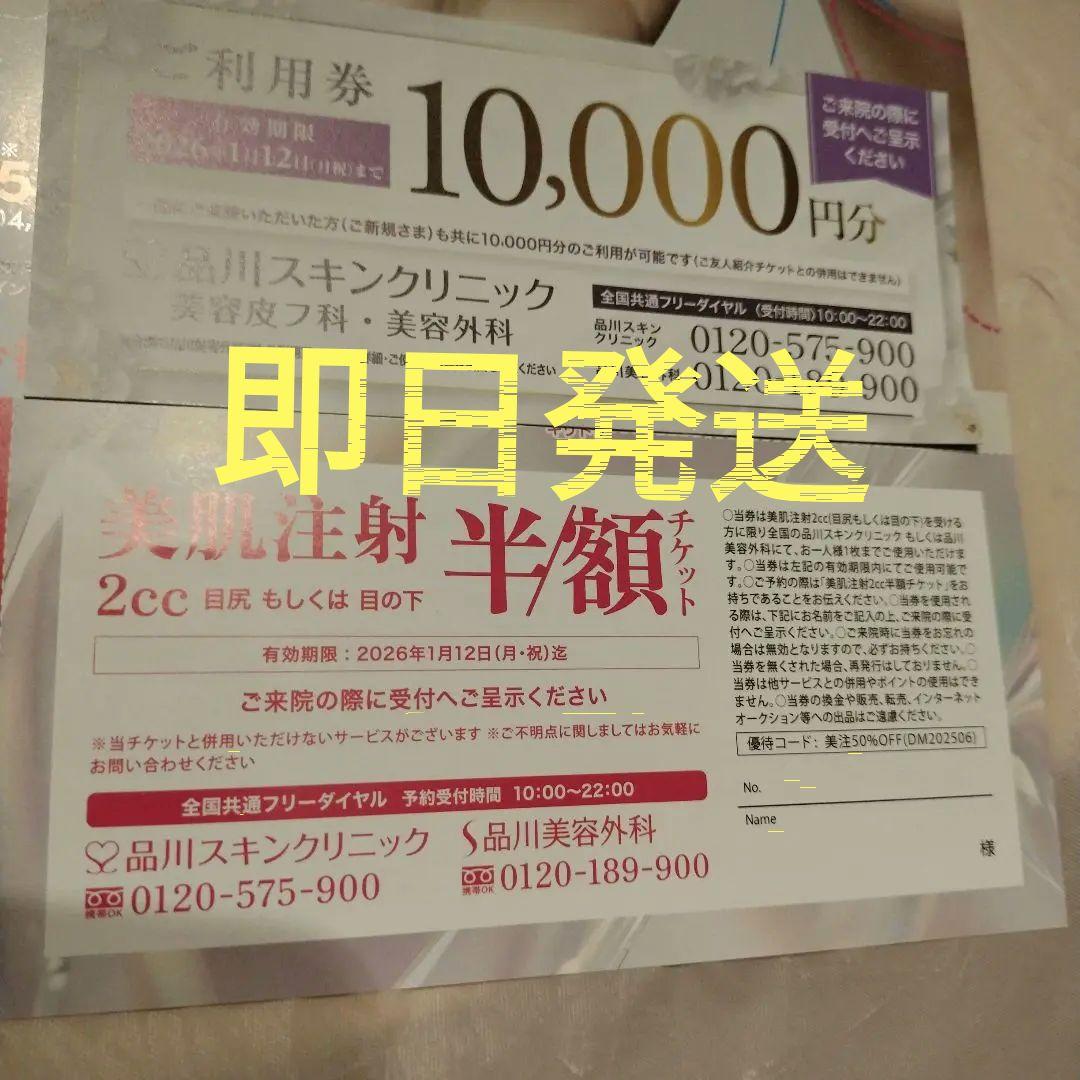 ご利用券
有効期限
2026年1月12日(月祝)まで
10,000円分
ご来院の際に
受付へご呈示
ください
いただいた方(ご新規さま)も共に10,000円分のご利用が可能です(ご友人紹介チケットとの併用はできません)
品川スキンクリニック
美容皮フ科・美容外科
全国共通フリーダイヤル (受付時間)10:00〜22:00
品川スキン
クリニック
0120-575-900
0120-189-900
即日発送
美肌注射
2cc 目尻 もしくは 目の下
半額
チケット
有効期限:2026年1月12日(月・祝)迄
ご来院の際に受付へご呈示ください
※当チケットと併用いただけないサービスがございます ※ご不明点に関しましてはお気軽に
お問い合わせください
全国共通フリーダイヤル 予約受付時間 10:00〜22:00
品川スキンクリニック
携帯OK 0120-575-900
品川美容外科
携帯OK 0120-189-900
○当券は美肌注射2cc(目尻もしくは目の下)を受ける
方に限り全国の品川スキンクリニック もしくは品川
美容外科にて、お一人様1枚までご使用いただけま
す。○当券は左記の有効期限内にてご使用可能で
す。○ご予約の際は「美肌注射2cc半額チケット」をお
持ちであることをお伝えください。○当券を使用され
る際は、下記にお名前をご記入の上、ご来院の際に受
付へご呈示ください。○ご来院時に当券をお忘れの
場合は無効となりますので、必ずお持ちください。○
当券を無くされた場合、再発行はしておりません。○
当券は他サービスとの併用やポイントの使用はでき
ません。○当券の換金や販売、転売、インターネット
オークション等への出品はご遠慮ください。
優待コード:美注50%OFF(DM202506)
No.
Name
様